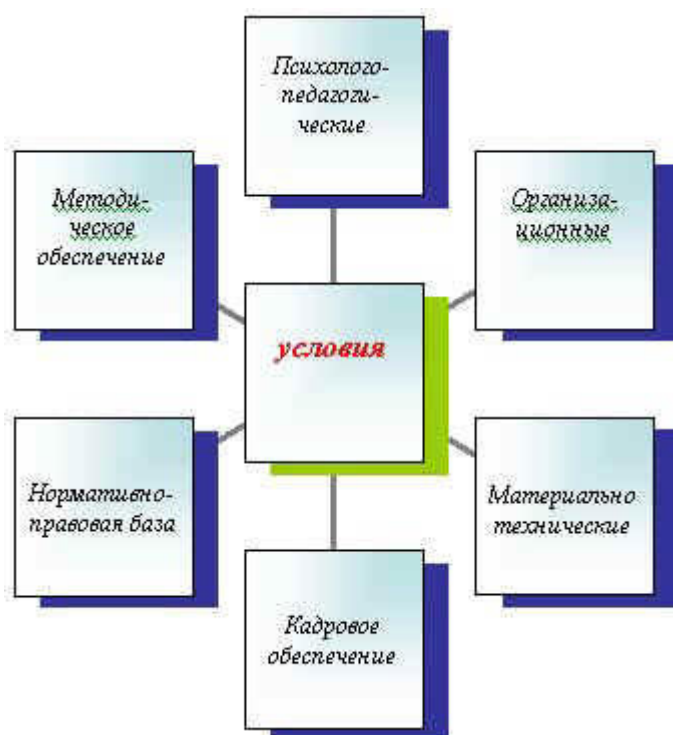 Психолого-
педагоги-
ческие
Методи-
ческое
обеспечение
Организа-
ционные
условия
Нормативно-
правовая база
Материально
технические
Кадровое
обеспечение